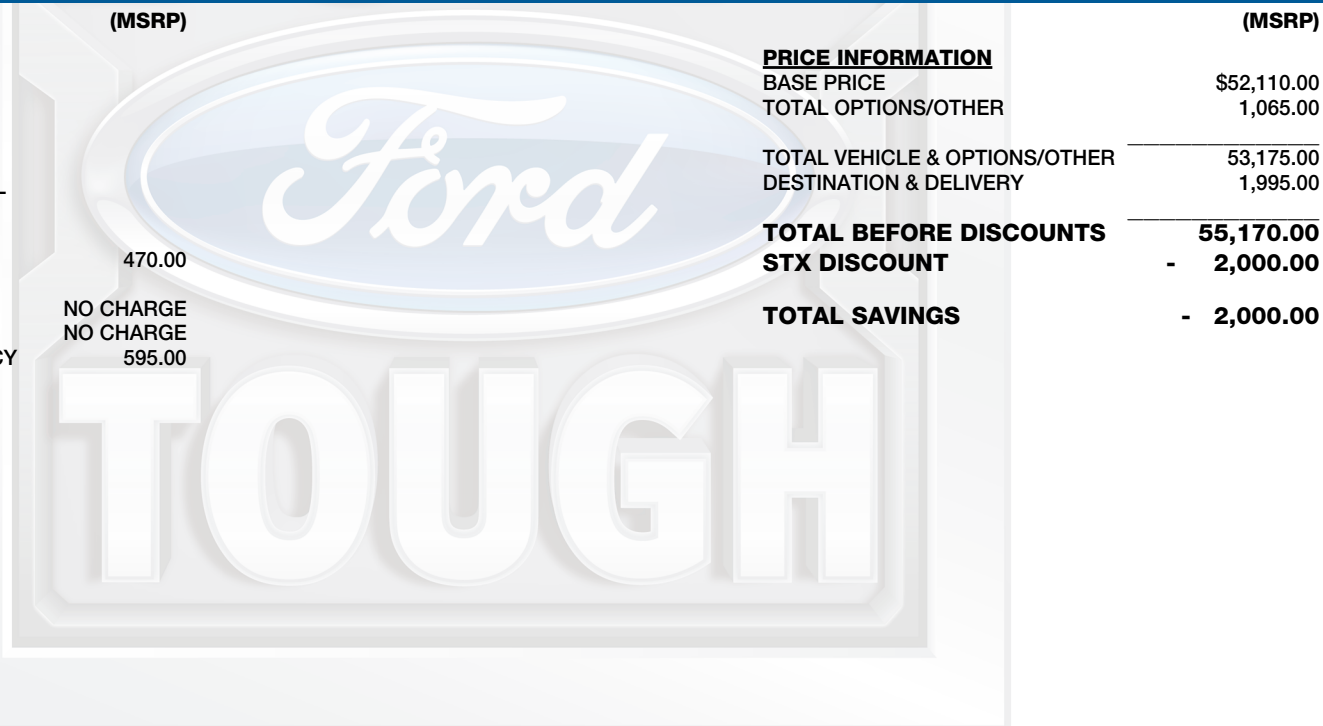 (MSRP)
470.00
NO CHARGE
NO CHARGE
CY 595.00
Ford
TOUGH
(MSRP)
PRICE INFORMATION
BASE PRICE $52,110.00
TOTAL OPTIONS/OTHER 1,065.00
TOTAL VEHICLE & OPTIONS/OTHER 53,175.00
DESTINATION & DELIVERY 1,995.00
TOTAL BEFORE DISCOUNTS 55,170.00
STX DISCOUNT - 2,000.00
TOTAL SAVINGS - 2,000.00